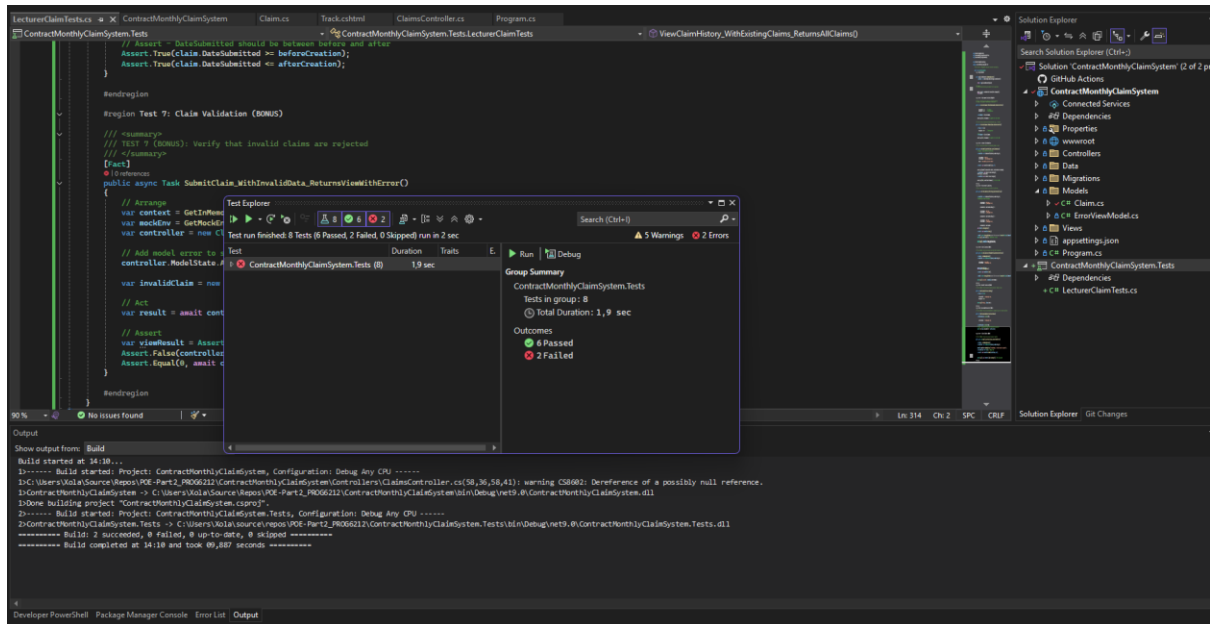 LecturerClaimTests.cs
ContractMonthlyClaimSystem
Claim.cs
Track.cshtml
ClaimsController.cs
Program.cs
ContractMonthlyClaimSystem.Tests
ContractMonthlyClaimSystem.Tests.LecturerClaimTests
ViewClaimHistory_WithExistingClaims_ReturnsAllClaims()
// Assert - DateSubmitted should be between before and after
Assert.True(claim.DateSubmitted >= beforeCreation);
Assert.True(claim.DateSubmitted <= afterCreation);
}
#endregion
#region Test 7: Claim Validation (BONUS)
/// <summary>
/// TEST 7 (BONUS): Verify that invalid claims are rejected
/// </summary>
[Fact]
0 references
public async Task SubmitClaim_WithInvalidData_ReturnsViewWithError()
{
// Arrange
var context = GetInMemo
var mockEnv = GetMockEn
var controller = new Cl
// Add model error to s
controller.ModelState.A
var invalidClaim = new
// Act
var result = await cont
// Assert
var viewResult = Assert
Assert.False(controller
Assert.Equal(0, await c
}
#endregion
}
90 %
No issues found
Ln: 314
Ch: 2
SPC
CRLF
Test Explorer
8
6
2
Search (Ctrl+I)
Test run finished: 8 Tests (6 Passed, 2 Failed, 0 Skipped) run in 2 sec
5 Warnings
2 Errors
Test
Duration
Traits
E.
ContractMonthlyClaimSystem.Tests (8)
1,9 sec
Run
Debug
Group Summary
ContractMonthlyClaimSystem.Tests
Tests in group: 8
Total Duration: 1,9 sec
Outcomes
6 Passed
2 Failed
Solution Explorer
Search Solution Explorer (Ctrl+;)
Solution 'ContractMonthlyClaimSystem' (2 of 2 p
GitHub Actions
ContractMonthlyClaimSystem
Connected Services
Dependencies
Properties
wwwroot
Controllers
Data
Migrations
Models
C# Claim.cs
C# ErrorViewModel.cs
Views
appsettings.json
C# Program.cs
ContractMonthlyClaimSystem.Tests
Dependencies
C# LecturerClaimTests.cs
Solution Explorer
Git Changes
Output
Show output from: Build
Build started at 14:10...
1>------ Build started: Project: ContractMonthlyClaimSystem, Configuration: Debug Any CPU ------
1>C:\Users\Xola\Source\Repos\POE-Part2_PROG6212\ContractMonthlyClaimSystem\Controllers\ClaimsController.cs(58,36,58,41): warning CS8602: Dereference of a possibly null reference.
1>ContractMonthlyClaimSystem -> C:\Users\Xola\Source\Repos\POE-Part2_PROG6212\ContractMonthlyClaimSystem\bin\Debug\net9.0\ContractMonthlyClaimSystem.dll
1>Done building project "ContractMonthlyClaimSystem.csproj".
2>------ Build started: Project: ContractMonthlyClaimSystem.Tests, Configuration: Debug Any CPU ------
2>ContractMonthlyClaimSystem.Tests -> C:\Users\Xola\source\repos\POE-Part2_PROG6212\ContractMonthlyClaimSystem.Tests\bin\Debug\net9.0\ContractMonthlyClaimSystem.Tests.dll
========== Build: 2 succeeded, 0 failed, 0 up-to-date, 0 skipped ==========
========== Build completed at 14:10 and took 09,887 seconds ==========
Developer PowerShell
Package Manager Console
Error List
Output